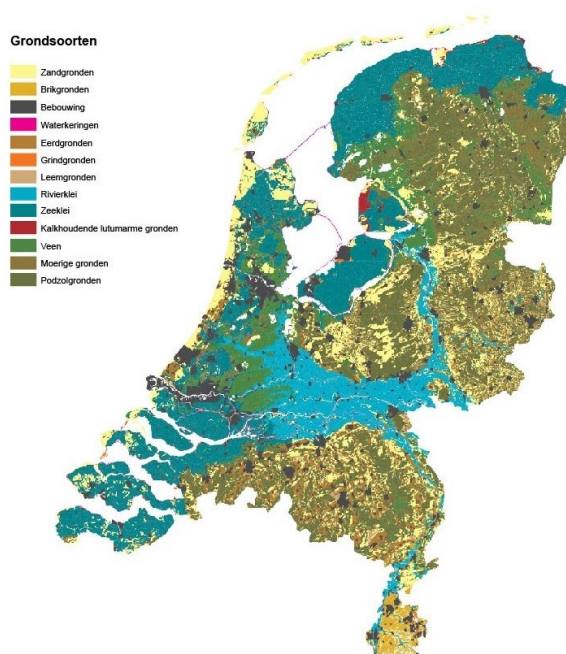 Grondsoorten
Zandgronden
Brikgronden
Bebouwing
Waterkeringen
Eerdgronden
Grindgronden
Leemgronden
Rivierklei
Zeeklei
Kalkhoudende lutumarme gronden
Veen
Moerige gronden
Podzolgronden